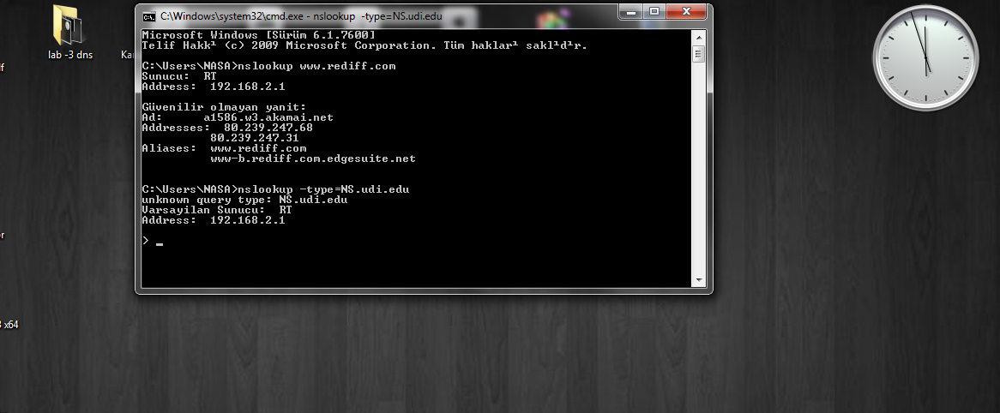 C:\Windows\system32\cmd.exe - nslookup -type=NS.udi.edu
Microsoft Windows [Sürüm 6.1.7600]
Telif Hakk¹ (c) 2009 Microsoft Corporation. Tüm haklar¹ sakl¹d¹r.
C:\Users\NASA>nslookup www.rediff.com
Sunucu: RT
Address: 192.168.2.1
Güvenilir olmayan yanit:
Ad: a1586.w3.akamai.net
Addresses: 80.239.247.68
80.239.247.31
Aliases: www.rediff.com
www-b.rediff.com.edgesuite.net
C:\Users\NASA>nslookup -type=NS.udi.edu
unknown query type: NS.udi.edu
Varsayilan Sunucu: RT
Address: 192.168.2.1
>
lab -3 dns
x64